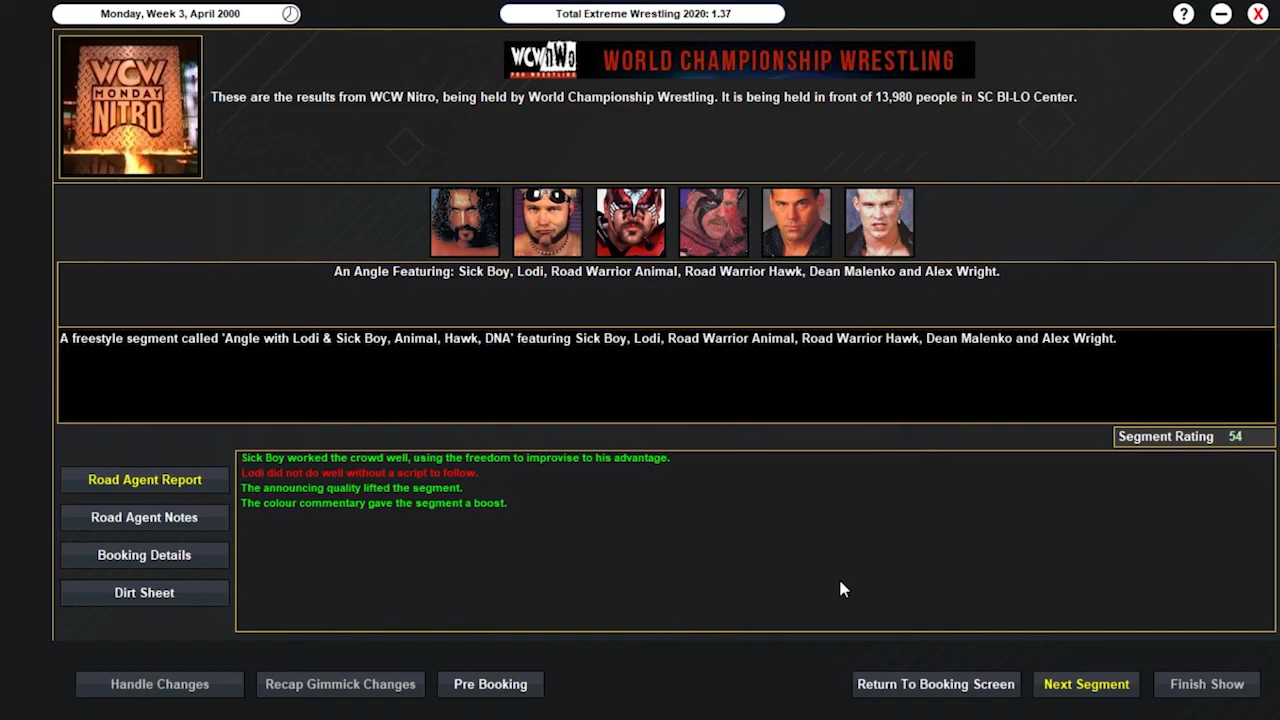 Monday, Week 3, April 2000
Total Extreme Wrestling 2020: 1.37
?
X
WCW
MONDAY
NITRO
WCW nWo
PRO WRESTLING
WORLD CHAMPIONSHIP WRESTLING
These are the results from WCW Nitro, being held by World Championship Wrestling. It is being held in front of 13,980 people in SC BI-LO Center.
An Angle Featuring: Sick Boy, Lodi, Road Warrior Animal, Road Warrior Hawk, Dean Malenko and Alex Wright.
A freestyle segment called 'Angle with Lodi & Sick Boy, Animal, Hawk, DNA' featuring Sick Boy, Lodi, Road Warrior Animal, Road Warrior Hawk, Dean Malenko and Alex Wright.
Segment Rating 54
Road Agent Report
Road Agent Notes
Booking Details
Dirt Sheet
Sick Boy worked the crowd well, using the freedom to improvise to his advantage.
Lodi did not do well without a script to follow.
The announcing quality lifted the segment.
The colour commentary gave the segment a boost.
Handle Changes
Recap Gimmick Changes
Pre Booking
Return To Booking Screen
Next Segment
Finish Show